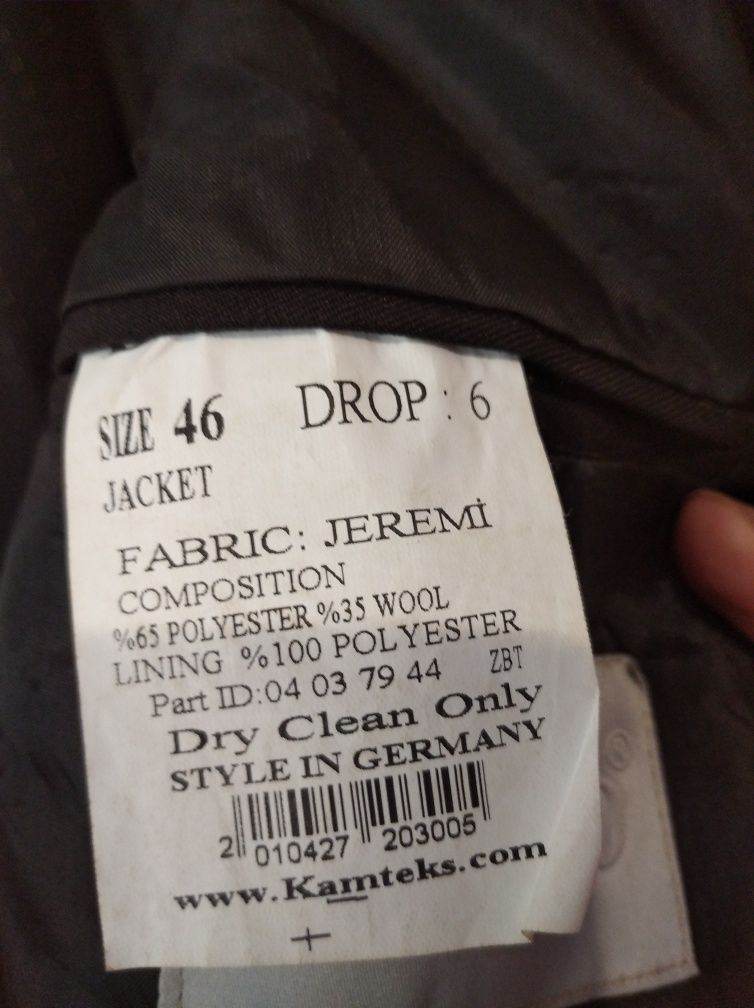 SIZE 46 DROP : 6
JACKET
FABRIC: JEREMİ
COMPOSITION
%65 POLYESTER %35 WOOL
LINING %100 POLYESTER
Part ID:04 03 79 44 ZBT
Dry Clean Only
STYLE IN GERMANY
2 010427 203005
www.Kamteks.com